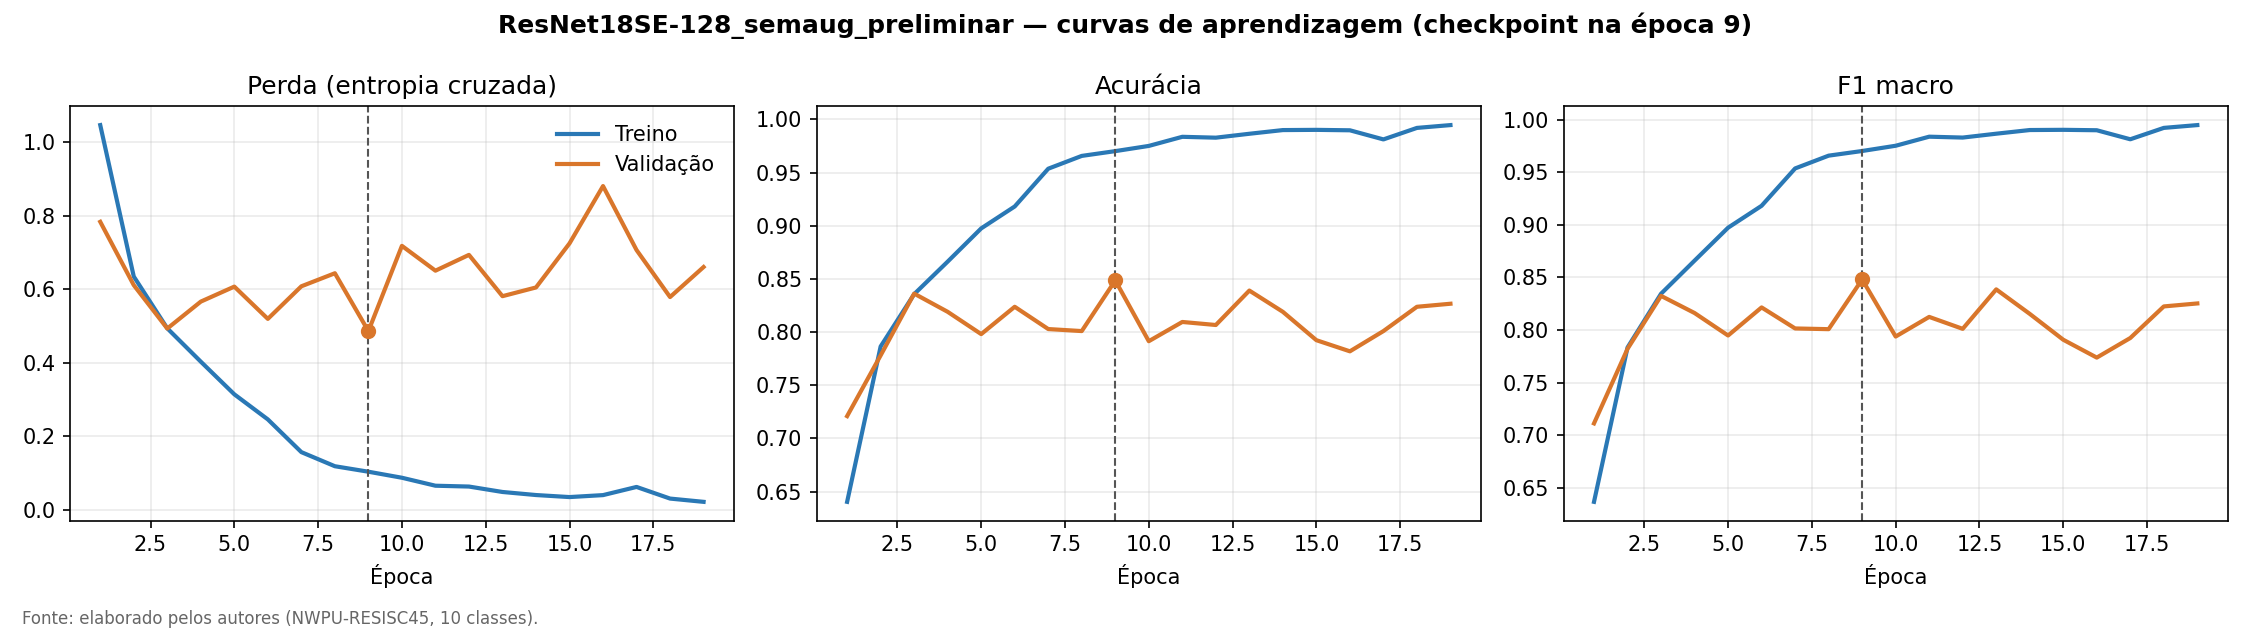 ResNet18SE-128_semaug_preliminar — curvas de aprendizagem (checkpoint na época 9)
Perda (entropia cruzada)
Treino
Validação
1.0
0.8
0.6
0.4
0.2
0.0
2.5 5.0 7.5 10.0 12.5 15.0 17.5
Época
Acurácia
1.00
0.95
0.90
0.85
0.80
0.75
0.70
0.65
2.5 5.0 7.5 10.0 12.5 15.0 17.5
Época
F1 macro
1.00
0.95
0.90
0.85
0.80
0.75
0.70
0.65
2.5 5.0 7.5 10.0 12.5 15.0 17.5
Época
Fonte: elaborado pelos autores (NWPU-RESISC45, 10 classes).